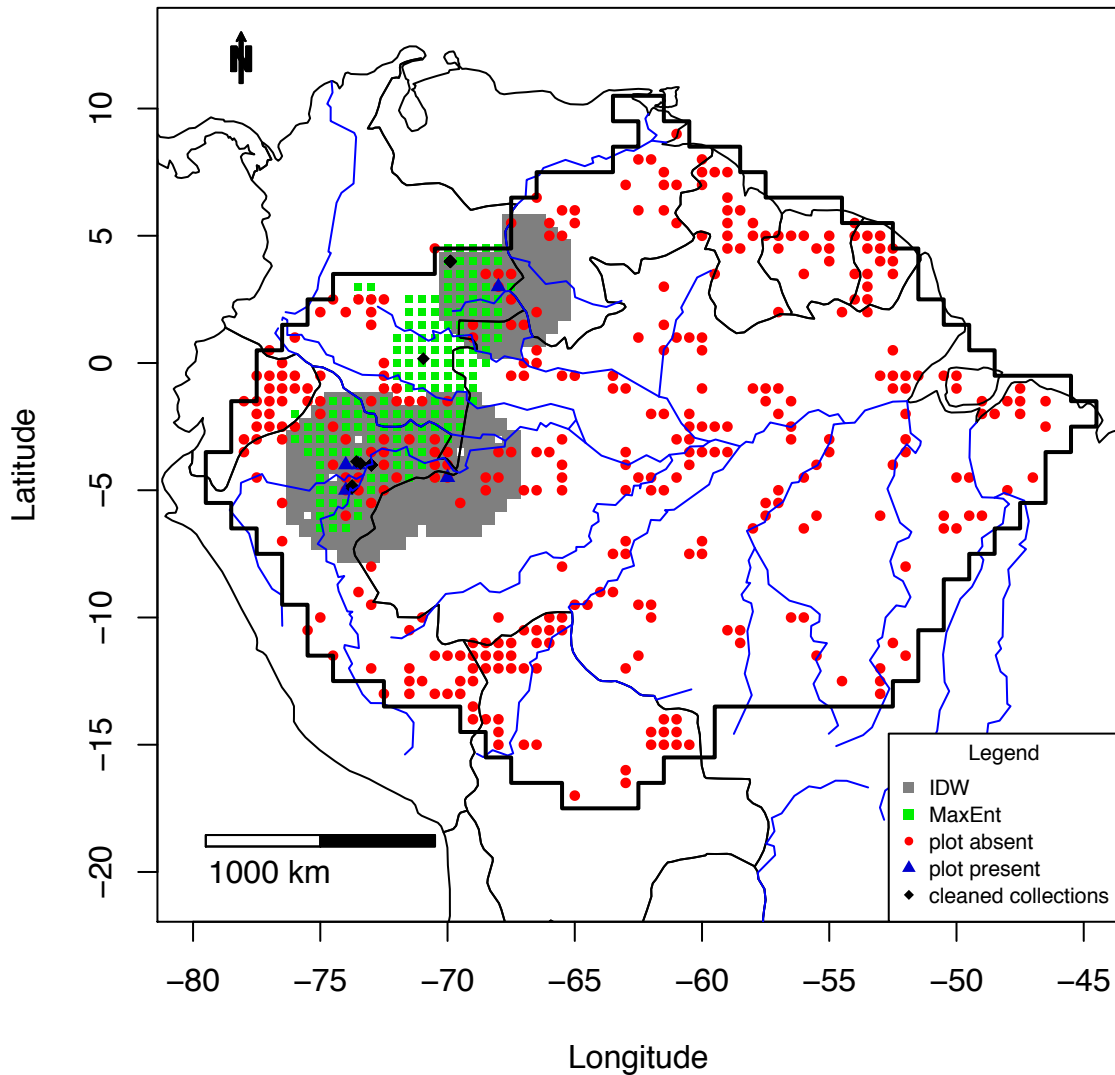 N
10
5
0
−5
−10
−15
−20
Latitude
1000 km
Legend
IDW
MaxEnt
plot absent
plot present
cleaned collections
−80
−75
−70
−65
−60
−55
−50
−45
Longitude